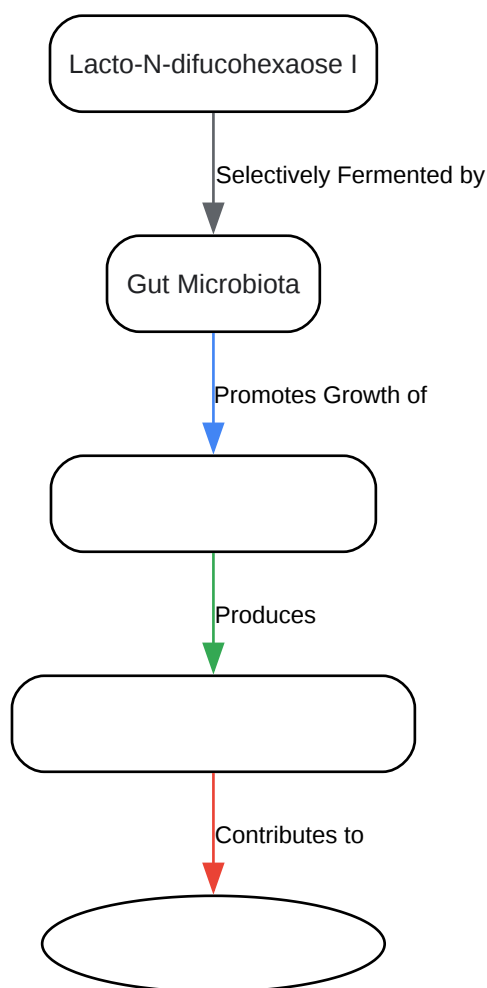 Lacto-N-difucohexaose I
Selectively Fermented by
Gut Microbiota
Promotes Growth of
Produces
Contributes to